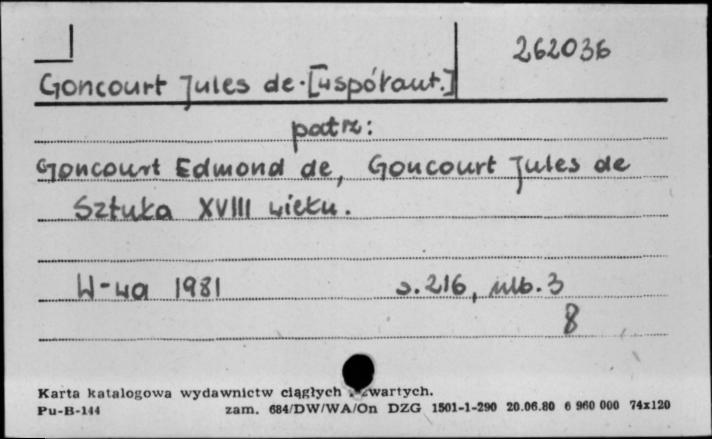 262036
Goncourt Jules de. [współaut.]
patrz:
Goncourt Edmond de, Goncourt Jules de
Sztuka XVIII wieku.
W-wa 1981 s. 216, nlb. 3
8
Karta katalogowa wydawnictw ciągłych zwartych.
Pu-B-144 zam. 684/DW/WA/On DZG 1501-1-290 20.06.80 6 960 000 74x120